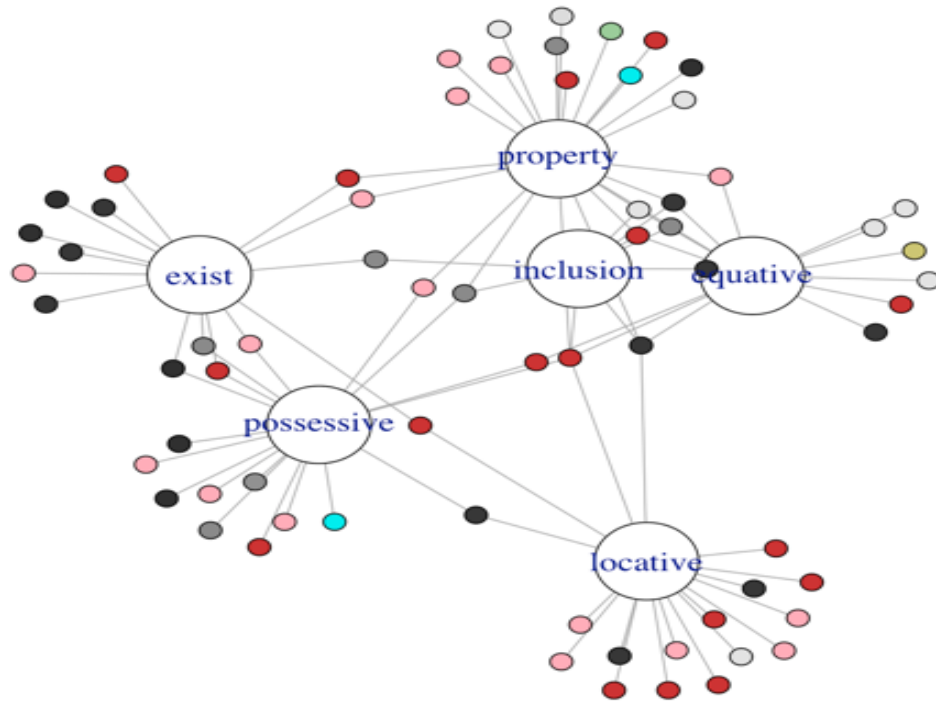 property
inclusion
equative
exist
possessive
locative